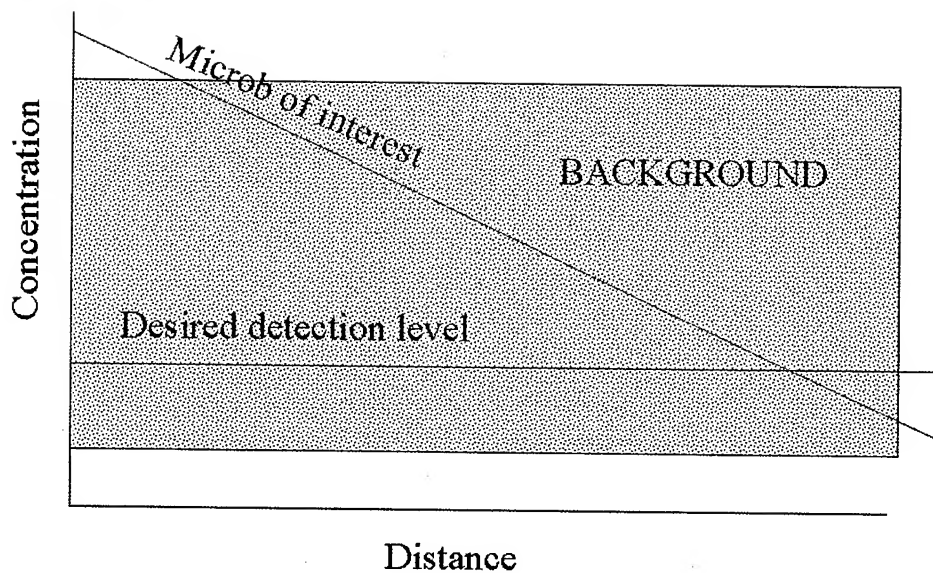 Microb of interest
BACKGROUND
Concentration
Desired detection level
Distance